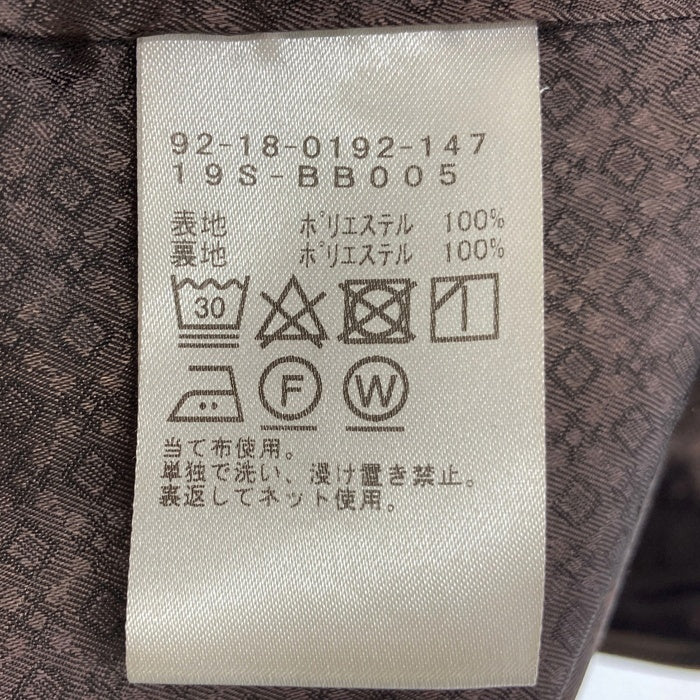 92-18-0192-147
19S-BB005
表地 ポリエステル 100%
裏地 ポリエステル 100%
30
F W
当て布使用。
単独で洗い、浸け置き禁止。
裏返してネット使用。